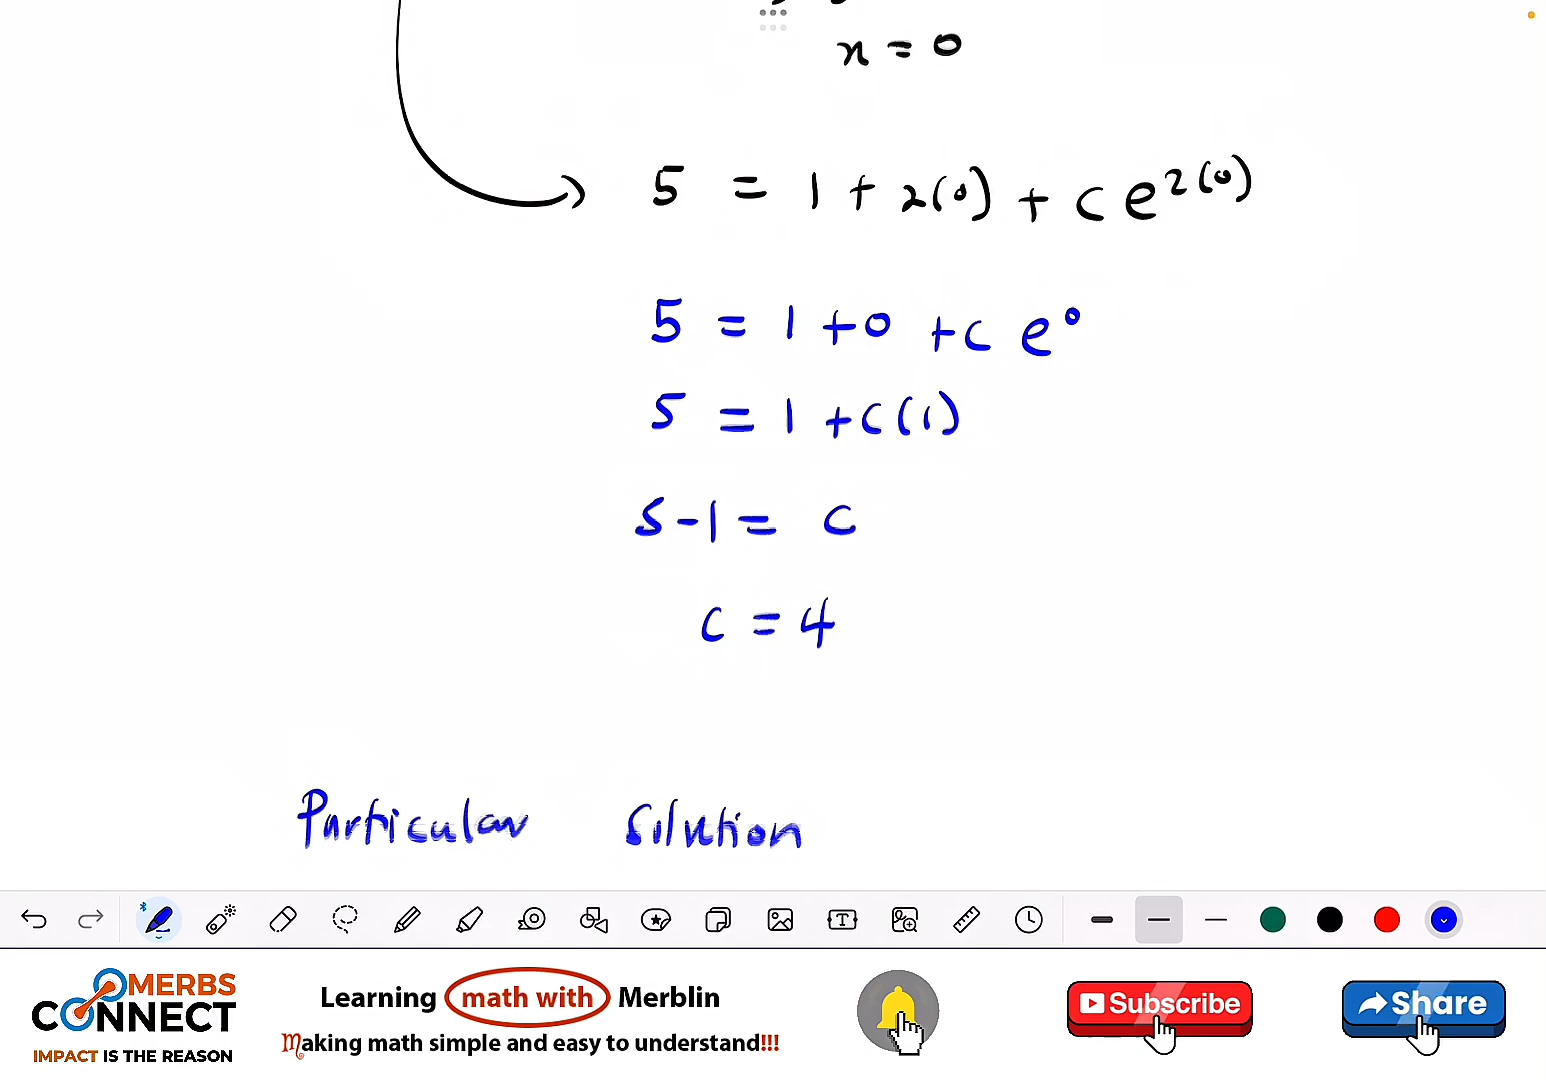 x = 0
5 = 1 + 2(0) + c e^2(0)
5 = 1 + 0 + c e^0
5 = 1 + c(1)
5 - 1 = c
c = 4
Particular Solution
T
MERBS
CONNECT
IMPACT IS THE REASON
Learning math with Merblin
Making math simple and easy to understand!!!
Subscribe
Share